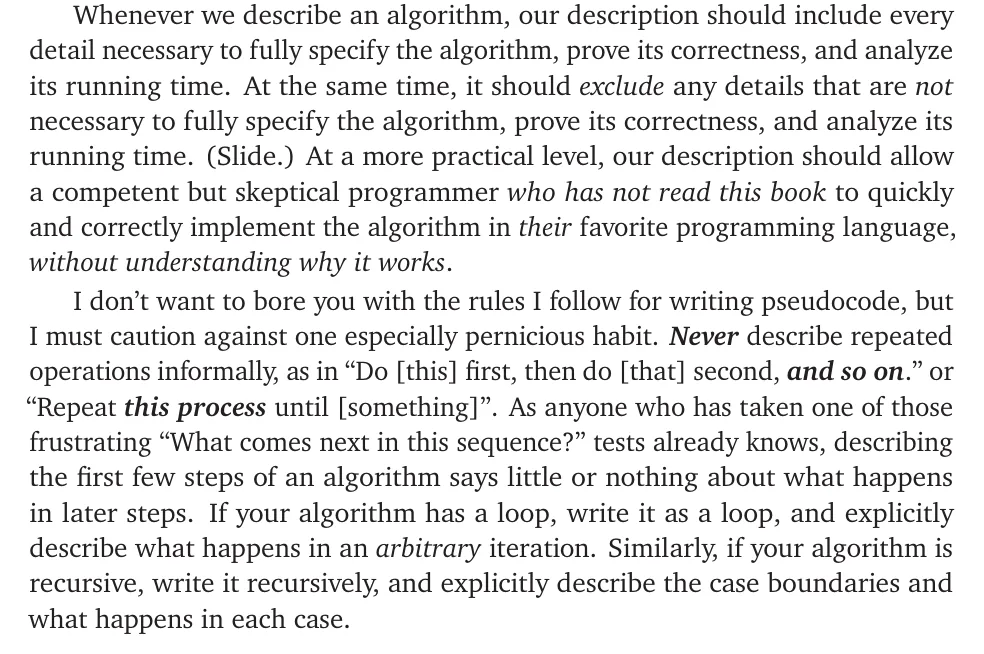 Whenever we describe an algorithm, our description should include every
detail necessary to fully specify the algorithm, prove its correctness, and analyze
its running time. At the same time, it should exclude any details that are not
necessary to fully specify the algorithm, prove its correctness, and analyze its
running time. (Slide.) At a more practical level, our description should allow
a competent but skeptical programmer who has not read this book to quickly
and correctly implement the algorithm in their favorite programming language,
without understanding why it works.
I don’t want to bore you with the rules I follow for writing pseudocode, but
I must caution against one especially pernicious habit. Never describe repeated
operations informally, as in “Do [this] first, then do [that] second, and so on.” or
“Repeat this process until [something]”. As anyone who has taken one of those
frustrating “What comes next in this sequence?” tests already knows, describing
the first few steps of an algorithm says little or nothing about what happens
in later steps. If your algorithm has a loop, write it as a loop, and explicitly
describe what happens in an arbitrary iteration. Similarly, if your algorithm is
recursive, write it recursively, and explicitly describe the case boundaries and
what happens in each case.